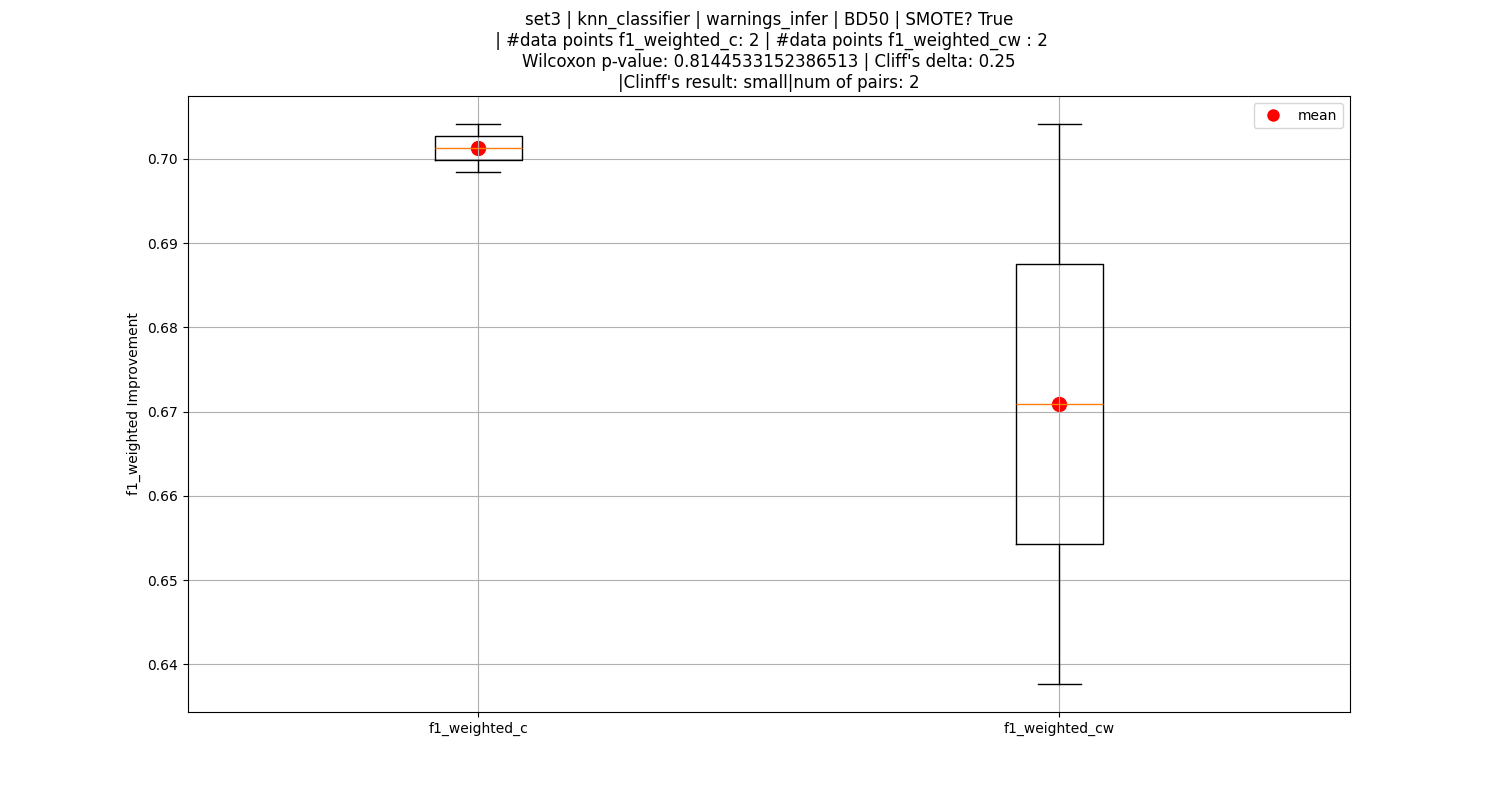 set3 | knn_classifier | warnings_infer | BD50 | SMOTE? True
| #data points f1_weighted_c: 2 | #data points f1_weighted_cw : 2
Wilcoxon p-value: 0.8144533152386513 | Cliff's delta: 0.25
|Clinff's result: small|num of pairs: 2
mean
f1_weighted Improvement
0.70
0.69
0.68
0.67
0.66
0.65
0.64
f1_weighted_c
f1_weighted_cw